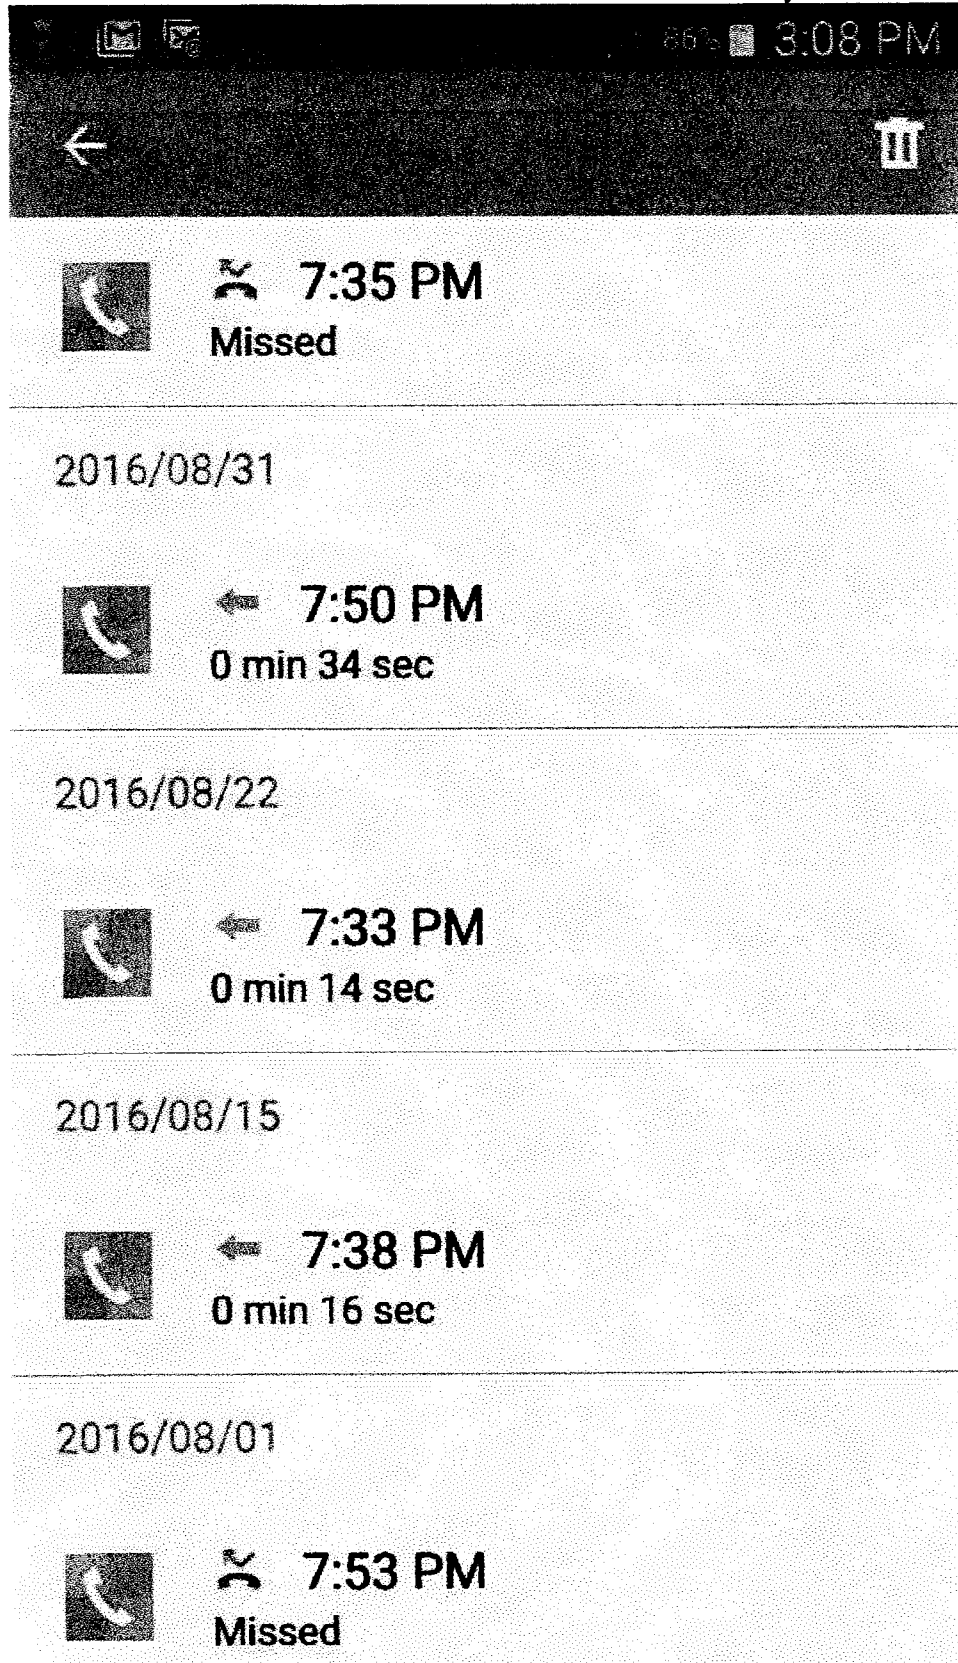 86% 3:08 PM
7:35 PM
Missed
2016/08/31
7:50 PM
0 min 34 sec
2016/08/22
7:33 PM
0 min 14 sec
2016/08/15
7:38 PM
0 min 16 sec
2016/08/01
7:53 PM
Missed